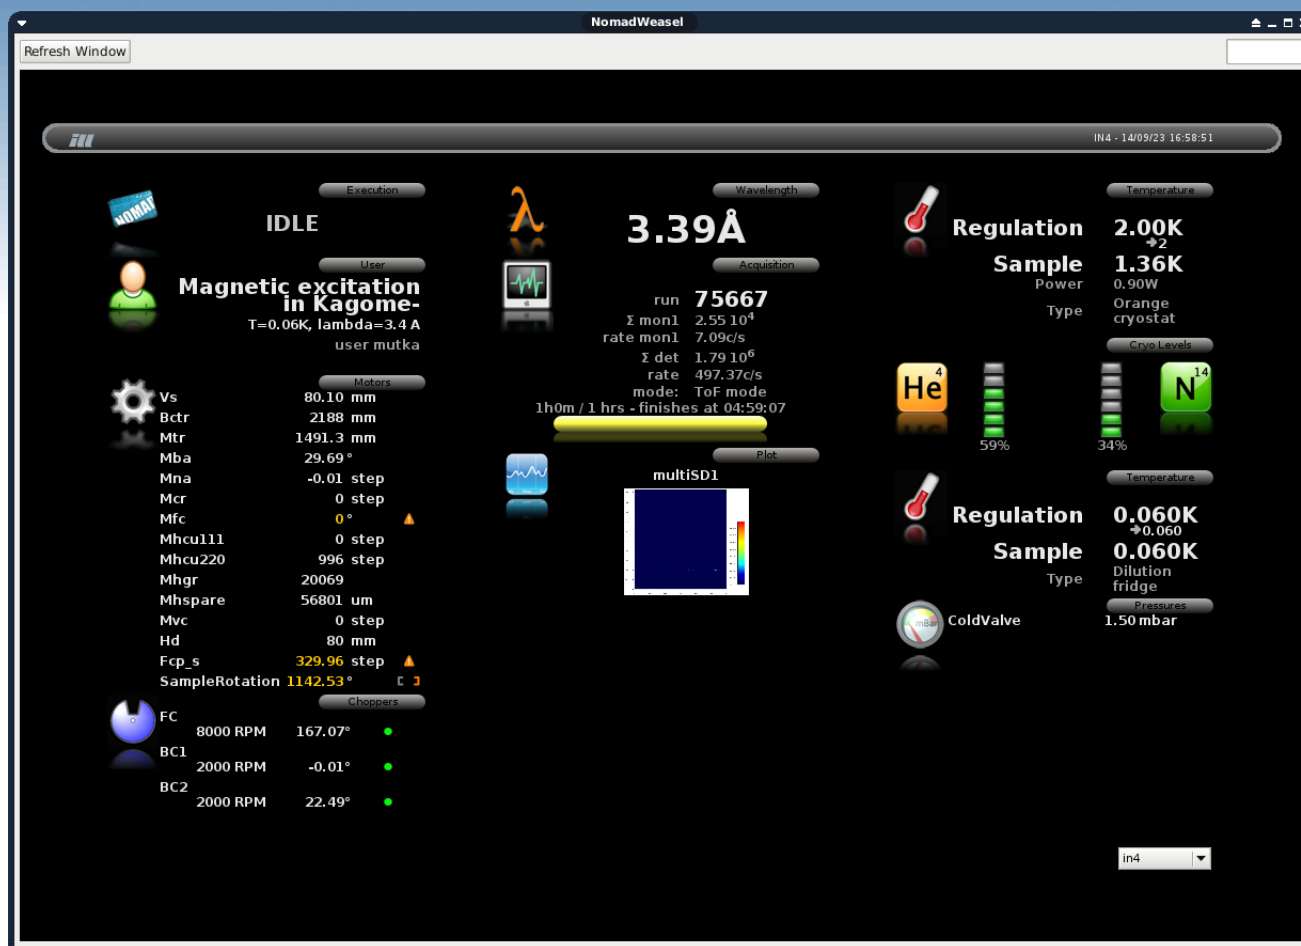 NomadWeasel
Refresh Window
ill
IN4 - 14/09/23 16:58:51
NOMAD
Execution
IDLE
User
Magnetic excitation
in Kagome-
T=0.06K, lambda=3.4 A
user mutka
Motors
Vs 80.10 mm
Bctr 2188 mm
Mtr 1491.3 mm
Mba 29.69 °
Mna -0.01 step
Mcr 0 step
Mfc 0 °
Mhcu111 0 step
Mhcu220 996 step
Mhgr 20069
Mhspare 56801 um
Mvc 0 step
Hd 80 mm
Fcp_s 329.96 step
SampleRotation 1142.53 ° [ ]
Choppers
FC
8000 RPM 167.07°
BC1
2000 RPM -0.01°
BC2
2000 RPM 22.49°
λ
Wavelength
3.39Å
Acquisition
run 75667
Σ mon1 2.55 10⁴
rate mon1 7.09c/s
Σ det 1.79 10⁶
rate 497.37c/s
mode: ToF mode
1h0m / 1 hrs - finishes at 04:59:07
Plot
multiSD1
Temperature
Regulation 2.00K
➔2
Sample 1.36K
Power 0.90W
Type Orange
cryostat
Cryo Levels
He 4
59%
34%
N 14
Temperature
Regulation 0.060K
➔0.060
Sample 0.060K
Type Dilution
fridge
Pressures
mBar
ColdValve 1.50 mbar
in4